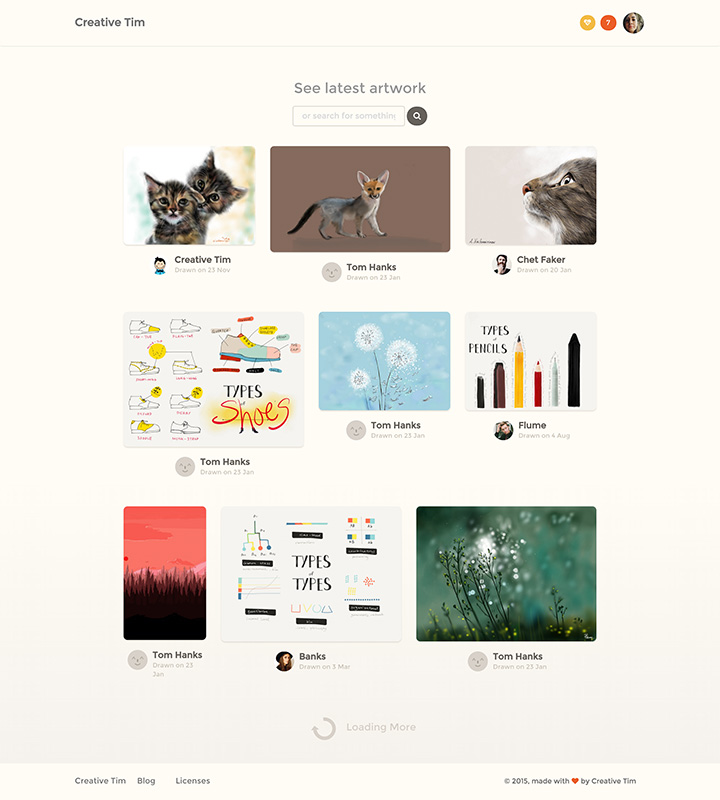 Creative Tim
7
See latest artwork
or search for something
Creative Tim
Drawn on 23 Nov
Tom Hanks
Drawn on 23 Jan
Chet Faker
Drawn on 20 Jan
TYPES
of
Shoes
Tom Hanks
Drawn on 23 Jan
Tom Hanks
Drawn on 23 Jan
TYPES
of
PENCILS
Flume
Drawn on 4 Aug
Tom Hanks
Drawn on 23
Jan
TYPES
of
TYPES
Banks
Drawn on 3 Mar
Tom Hanks
Drawn on 23 Jan
Loading More
Creative Tim Blog Licenses
© 2015, made with ❤ by Creative Tim